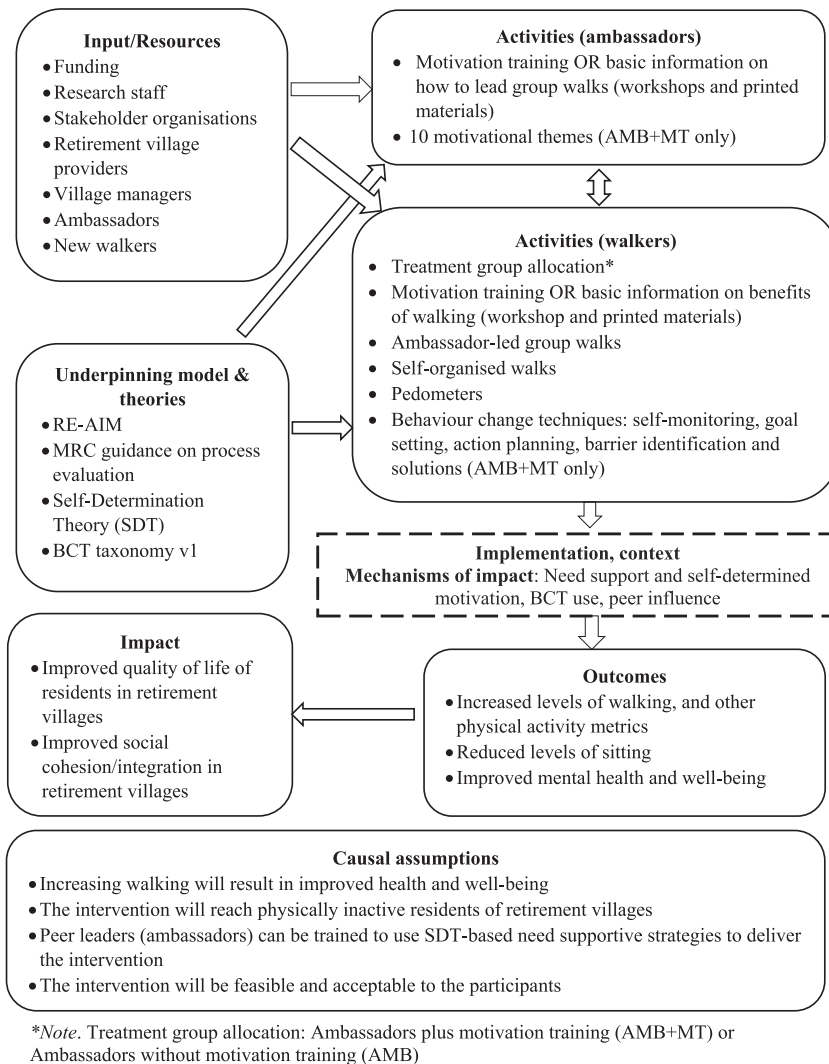 Input/Resources
• Funding
• Research staff
• Stakeholder organisations
• Retirement village
providers
• Village managers
• Ambassadors
• New walkers
Activities (ambassadors)
• Motivation training OR basic information on
how to lead group walks (workshops and printed
materials)
• 10 motivational themes (AMB+MT only)
Activities (walkers)
• Treatment group allocation*
• Motivation training OR basic information on benefits
of walking (workshop and printed materials)
• Ambassador-led group walks
• Self-organised walks
• Pedometers
• Behaviour change techniques: self-monitoring, goal
setting, action planning, barrier identification and
solutions (AMB+MT only)
Underpinning model &
theories
• RE-AIM
• MRC guidance on process
evaluation
• Self-Determination
Theory (SDT)
• BCT taxonomy v1
Implementation, context
Mechanisms of impact: Need support and self-determined
motivation, BCT use, peer influence
Impact
• Improved quality of life of
residents in retirement
villages
• Improved social
cohesion/integration in
retirement villages
Outcomes
• Increased levels of walking, and other
physical activity metrics
• Reduced levels of sitting
• Improved mental health and well-being
Causal assumptions
• Increasing walking will result in improved health and well-being
• The intervention will reach physically inactive residents of retirement villages
• Peer leaders (ambassadors) can be trained to use SDT-based need supportive strategies to deliver
the intervention
• The intervention will be feasible and acceptable to the participants
*Note. Treatment group allocation: Ambassadors plus motivation training (AMB+MT) or
Ambassadors without motivation training (AMB)